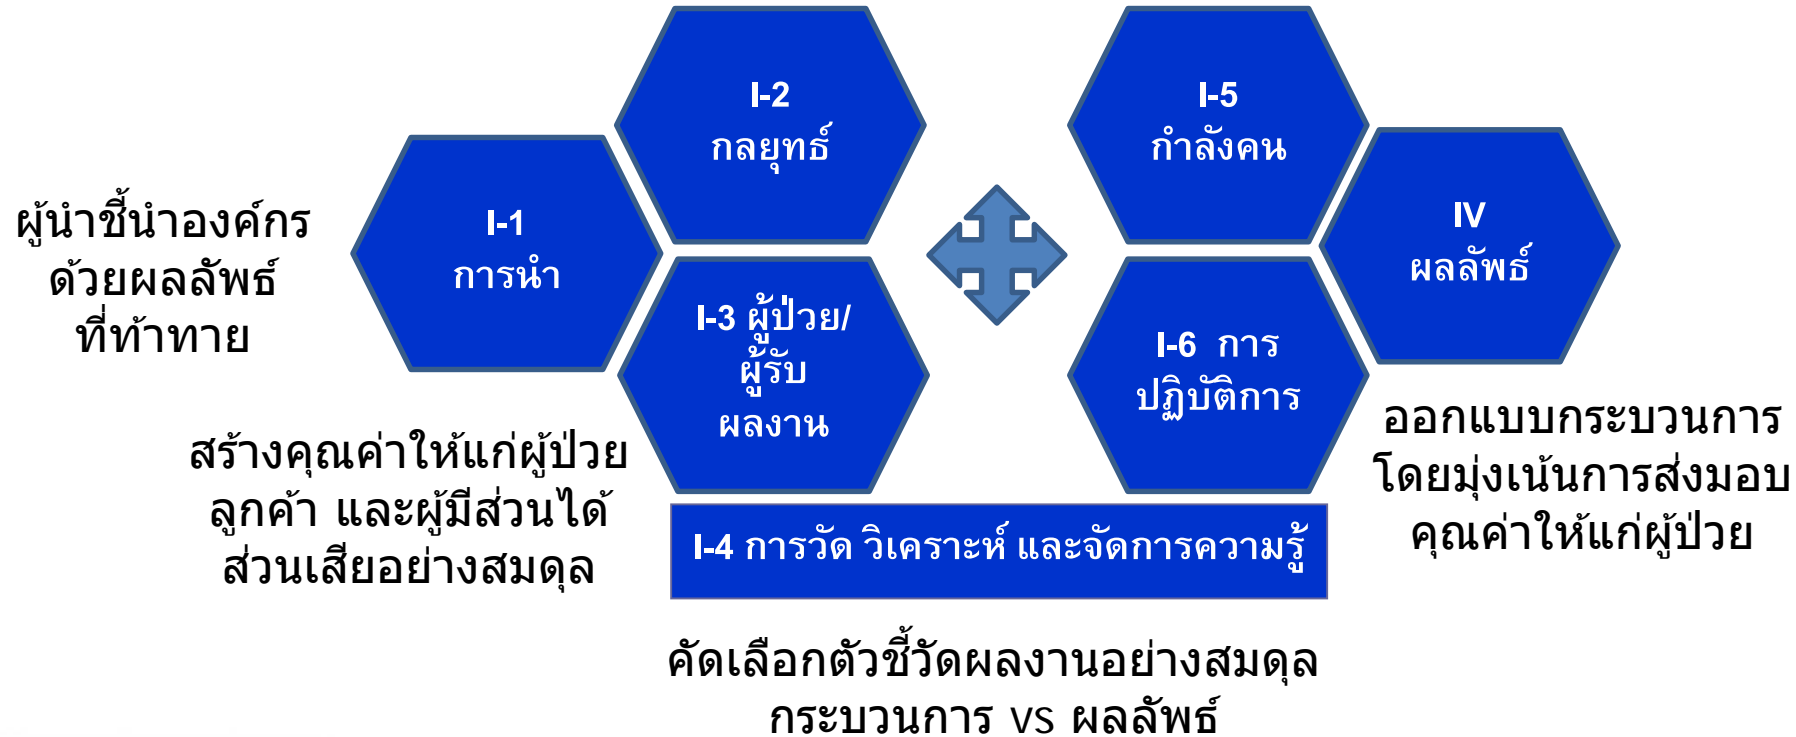 I-2
กลยุทธ์
I-5
กำลังคน
ผู้นำชี้นำองค์กร
ด้วยผลลัพธ์
ที่ท้าทาย
I-1
การนำ
IV
ผลลัพธ์
I-3 ผู้ป่วย/
ผู้รับ
ผลงาน
I-6 การ
ปฏิบัติการ
สร้างคุณค่าให้แก่ผู้ป่วย
ลูกค้า และผู้มีส่วนได้
ส่วนเสียอย่างสมดุล
ออกแบบกระบวนการ
โดยมุ่งเน้นการส่งมอบ
คุณค่าให้แก่ผู้ป่วย
I-4 การวัด วิเคราะห์ และจัดการความรู้
คัดเลือกตัวชี้วัดผลงานอย่างสมดุล
กระบวนการ vs ผลลัพธ์